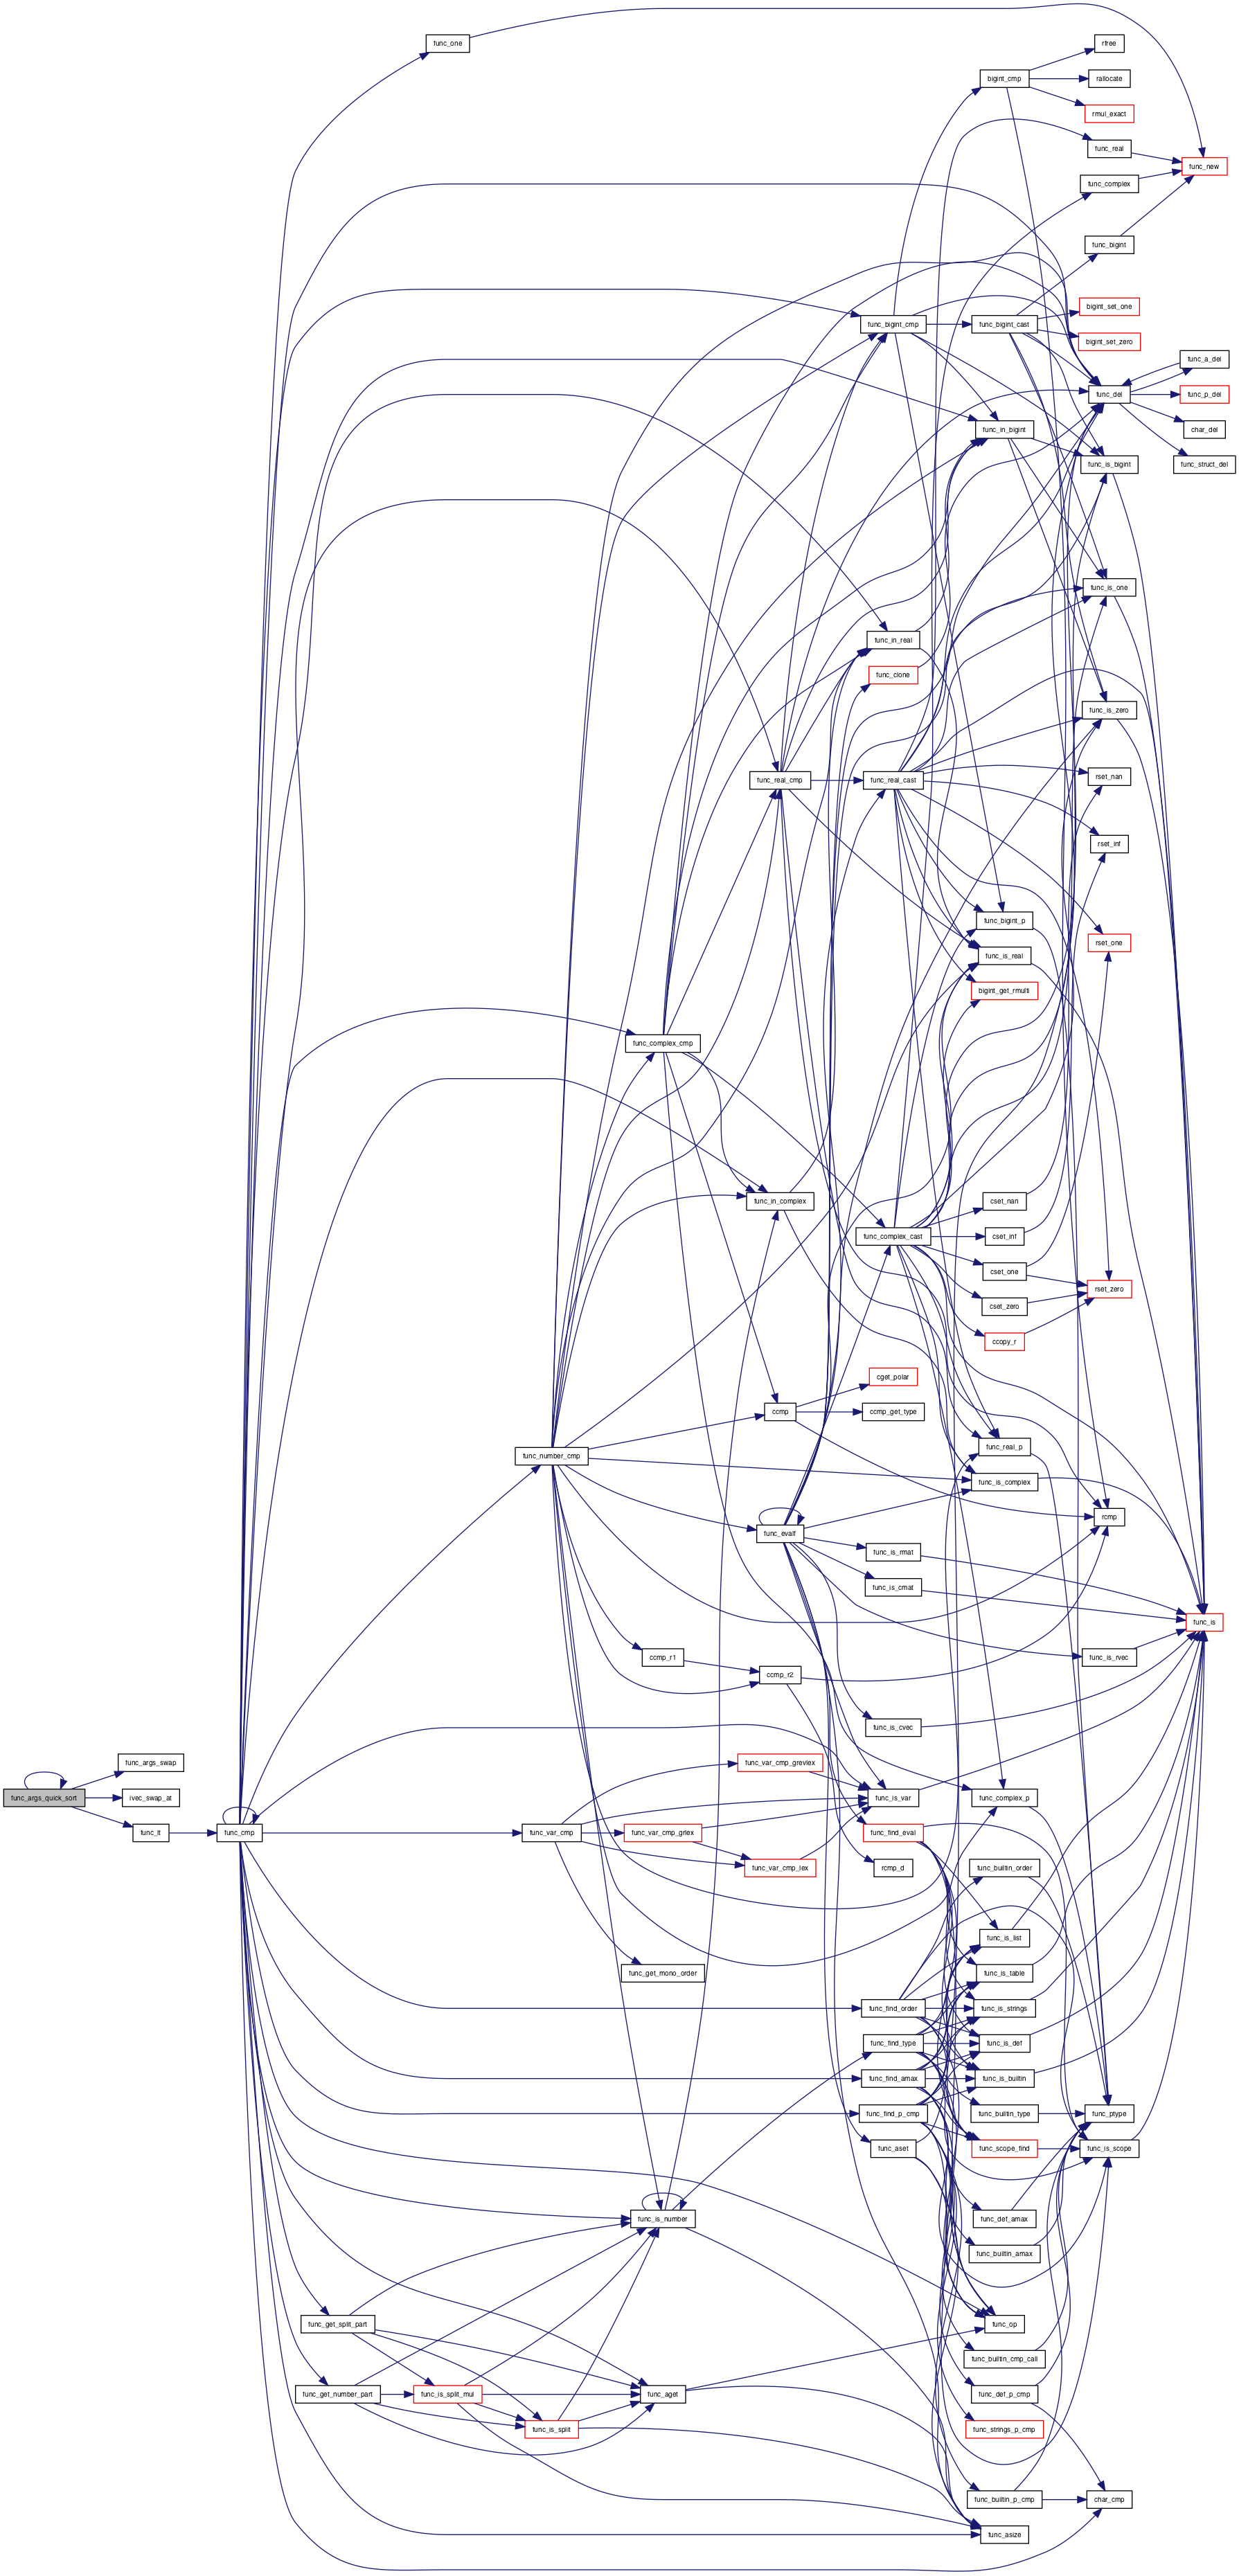 func_one
rfree
bigint_cmp
rallocate
rmul_exact
func_real
func_new
func_complex
func_bigint
bigint_set_one
func_bigint_cmp
func_bigint_cast
bigint_set_zero
func_a_del
func_del
func_p_del
func_in_bigint
char_del
func_is_bigint
func_struct_del
func_is_one
func_in_real
func_clone
func_is_zero
func_real_cmp
func_real_cast
rset_nan
rset_inf
func_bigint_p
rset_one
func_is_real
bigint_get_rmulti
func_complex_cmp
func_in_complex
cset_nan
func_complex_cast
cset_inf
cset_one
rset_zero
cset_zero
ccopy_r
cget_polar
ccmp
ccmp_get_type
func_real_p
func_number_cmp
func_is_complex
rcmp
func_evalf
func_is_rmat
func_is_cmat
func_is
ccmp_r1
func_is_rvec
ccmp_r2
func_is_cvec
func_args_swap
func_var_cmp_grevlex
func_args_quick_sort
ivec_swap_at
func_is_var
func_complex_p
func_lt
func_cmp
func_var_cmp
func_var_cmp_grlex
func_find_eval
func_var_cmp_lex
rcmp_d
func_builtin_order
func_is_list
func_get_mono_order
func_is_table
func_find_order
func_is_strings
func_find_type
func_is_def
func_find_amax
func_is_builtin
func_find_p_cmp
func_builtin_type
func_ptype
func_aset
func_scope_find
func_is_scope
func_is_number
func_def_amax
func_builtin_amax
func_get_split_part
func_op
func_builtin_cmp_call
func_get_number_part
func_is_split_mul
func_aget
func_def_p_cmp
func_is_split
func_strings_p_cmp
func_builtin_p_cmp
char_cmp
func_asize